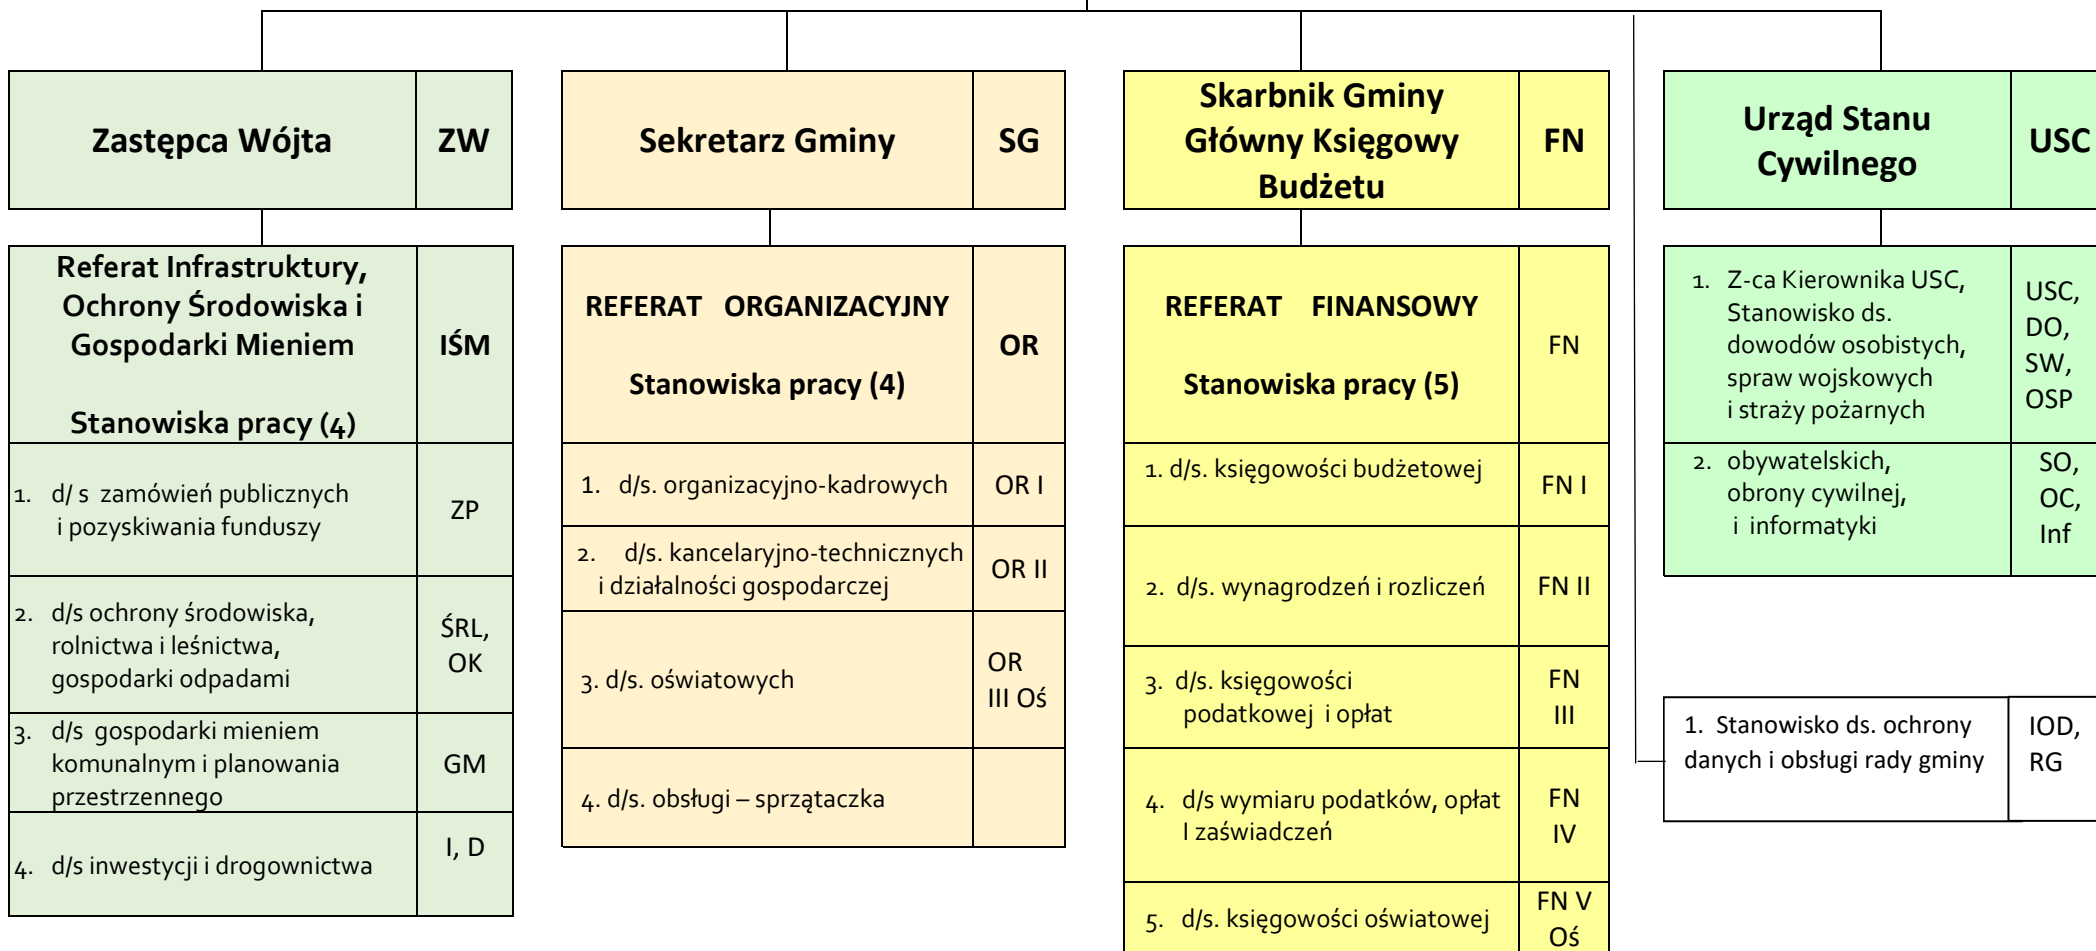 Zastępca Wójta
ZW
Referat Infrastruktury,
Ochrony Środowiska i
Gospodarki Mieniem
Stanowiska pracy (4)
IŚM
1. d/ s zamówień publicznych
i pozyskiwania funduszy
ZP
2. d/s ochrony środowiska,
rolnictwa i leśnictwa,
gospodarki odpadami
ŚRL,
OK
3. d/s gospodarki mieniem
komunalnym i planowania
przestrzennego
GM
4. d/s inwestycji i drogownictwa
I, D
Sekretarz Gminy
SG
REFERAT ORGANIZACYJNY
Stanowiska pracy (4)
OR
1. d/s. organizacyjno-kadrowych
OR I
2. d/s. kancelaryjno-technicznych
i działalności gospodarczej
OR II
3. d/s. oświatowych
OR
III Oś
4. d/s. obsługi – sprzątaczka
Skarbnik Gminy
Główny Księgowy
Budżetu
FN
REFERAT FINANSOWY
Stanowiska pracy (5)
FN
1. d/s. księgowości budżetowej
FN I
2. d/s. wynagrodzeń i rozliczeń
FN II
3. d/s. księgowości
podatkowej i opłat
FN
III
4. d/s wymiaru podatków, opłat
I zaświadczeń
FN
IV
5. d/s. księgowości oświatowej
FN V
Oś
Urząd Stanu
Cywilnego
USC
1. Z-ca Kierownika USC,
Stanowisko ds.
dowodów osobistych,
spraw wojskowych
i straży pożarnych
USC,
DO,
SW,
OSP
2. obywatelskich,
obrony cywilnej,
i informatyki
SO,
OC,
Inf
1. Stanowisko ds. ochrony
danych i obsługi rady gminy
IOD,
RG